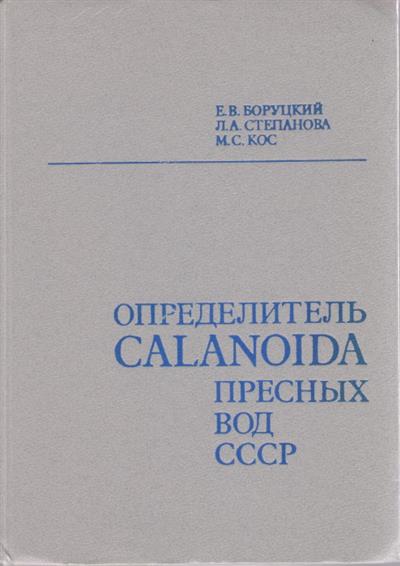 Е.В. БОРУЦКИЙ
Л.А. СТЕПАНОВА
М.С. КОС
ОПРЕДЕЛИТЕЛЬ
CALANOIDA
ПРЕСНЫХ
ВОД
СССР